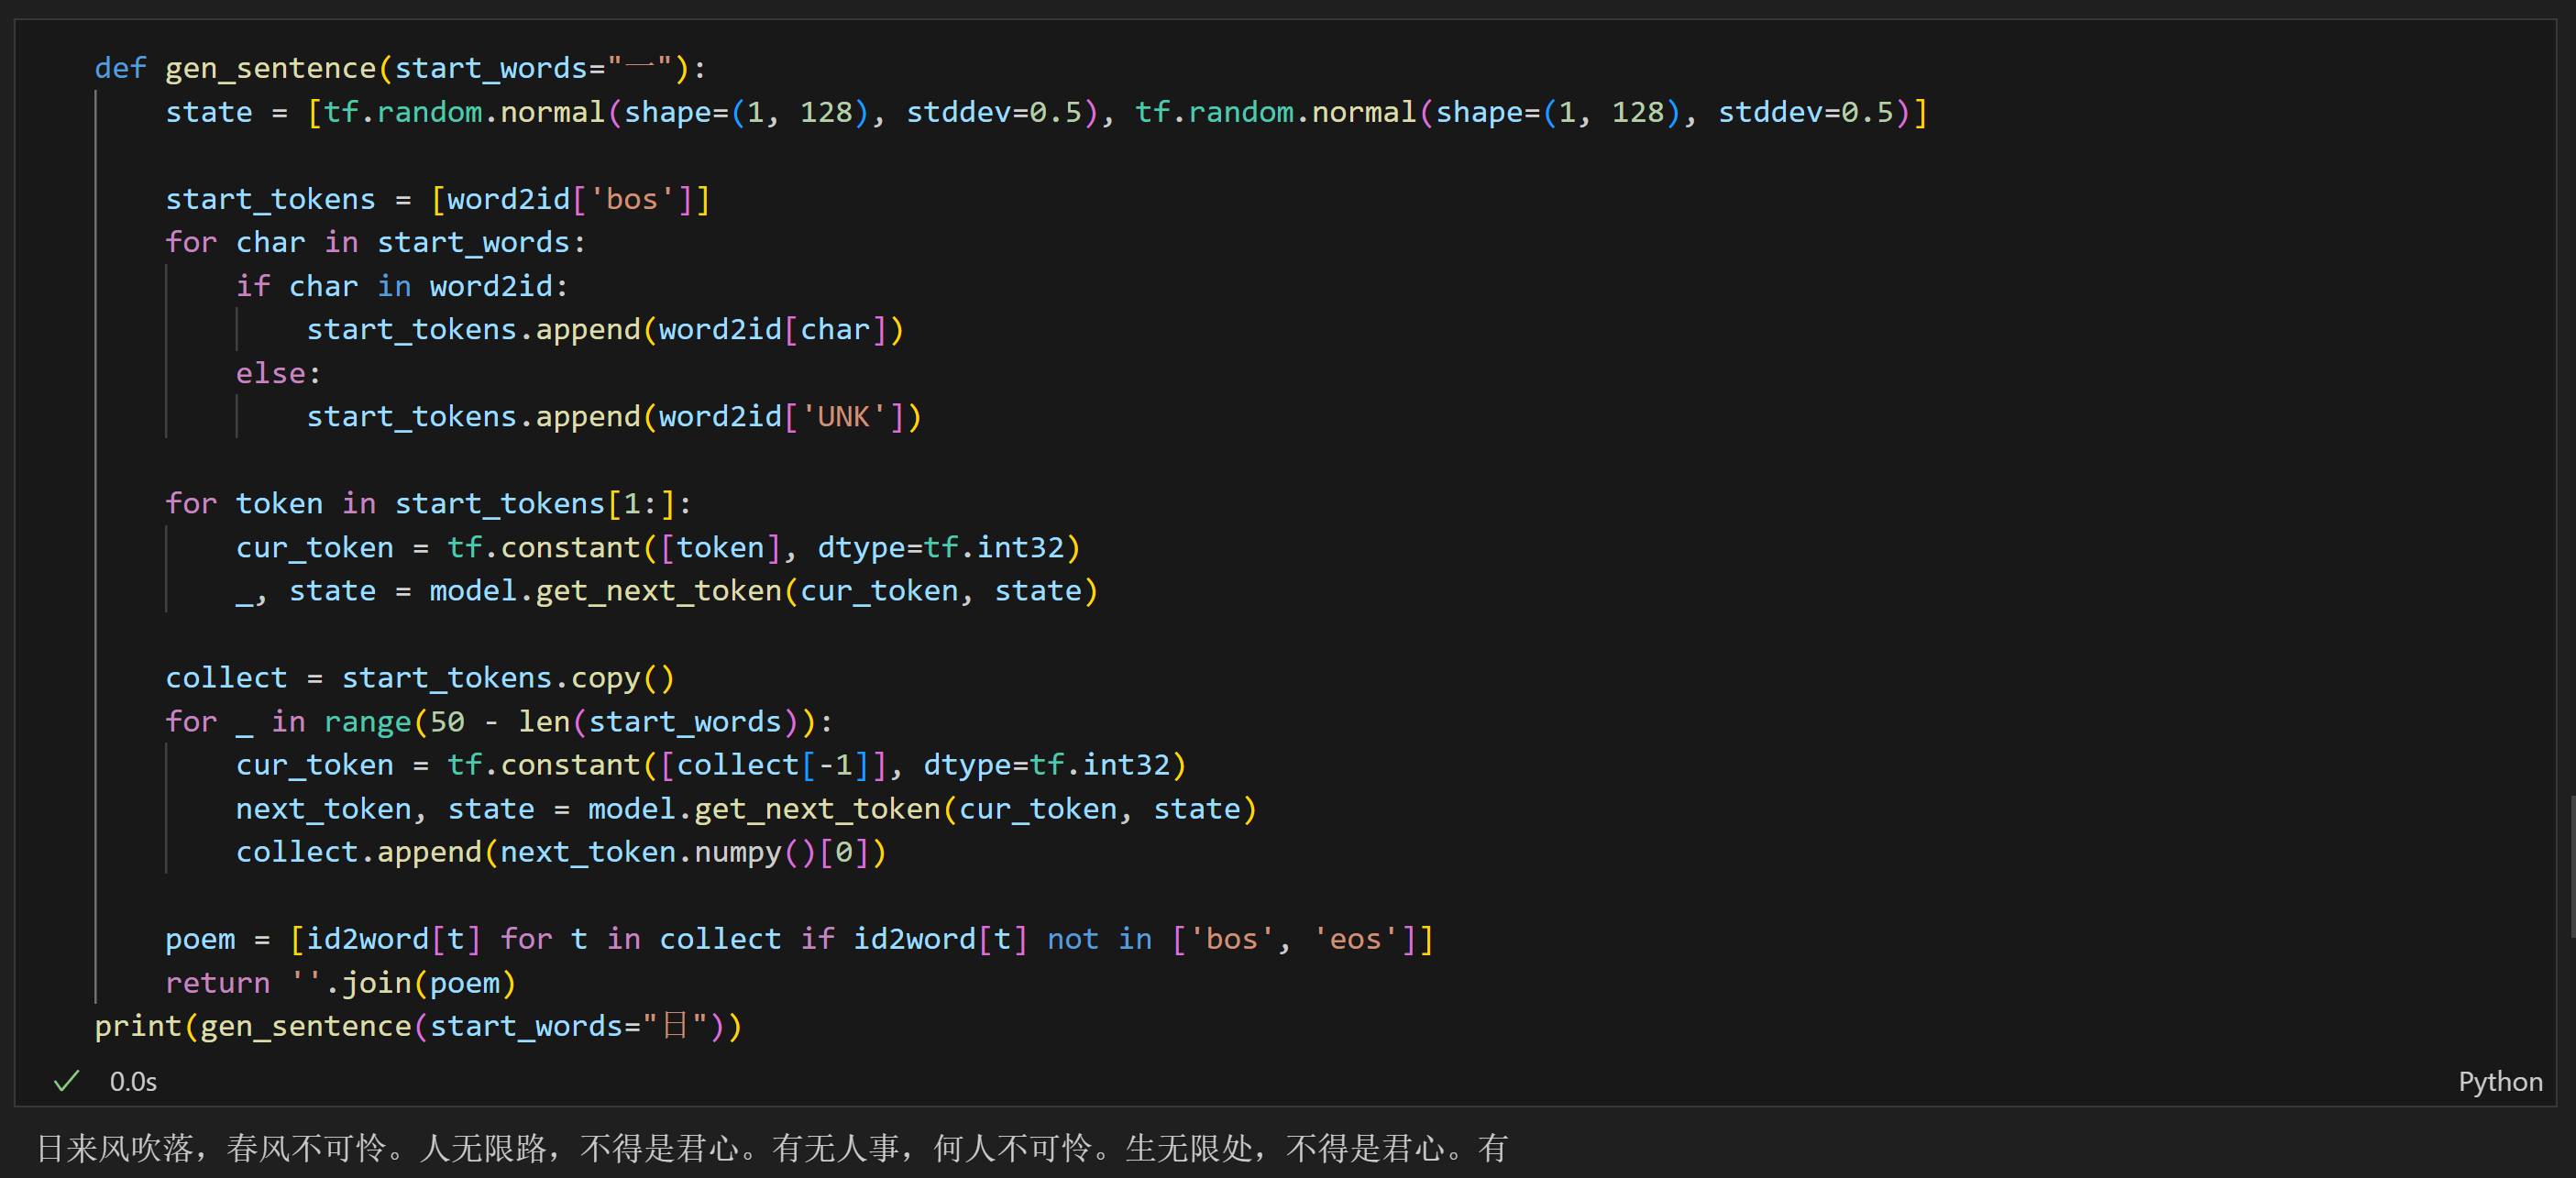 def gen_sentence(start_words="一"):
    state = [tf.random.normal(shape=(1, 128), stddev=0.5), tf.random.normal(shape=(1, 128), stddev=0.5)]

    start_tokens = [word2id['bos']]
    for char in start_words:
        if char in word2id:
            start_tokens.append(word2id[char])
        else:
            start_tokens.append(word2id['UNK'])

    for token in start_tokens[1:]:
        cur_token = tf.constant([token], dtype=tf.int32)
        _, state = model.get_next_token(cur_token, state)

    collect = start_tokens.copy()
    for _ in range(50 - len(start_words)):
        cur_token = tf.constant([collect[-1]], dtype=tf.int32)
        next_token, state = model.get_next_token(cur_token, state)
        collect.append(next_token.numpy()[0])

    poem = [id2word[t] for t in collect if id2word[t] not in ['bos', 'eos']]
    return ''.join(poem)
print(gen_sentence(start_words="日"))
0.0s
Python
日来风吹落，春风不可怜。人无限路，不得是君心。有无人事，何人不可怜。生无限处，不得是君心。有